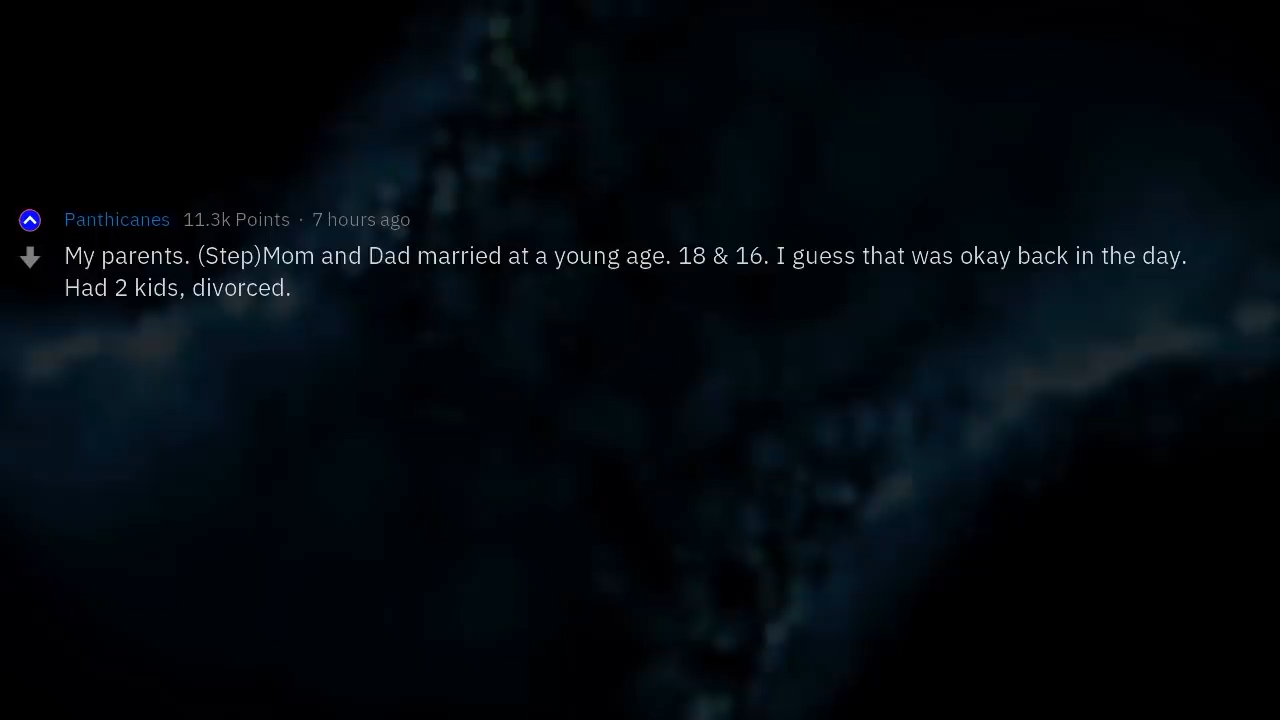 Panthicanes 11.3k Points · 7 hours ago
My parents. (Step)Mom and Dad married at a young age. 18 & 16. I guess that was okay back in the day.
Had 2 kids, divorced.